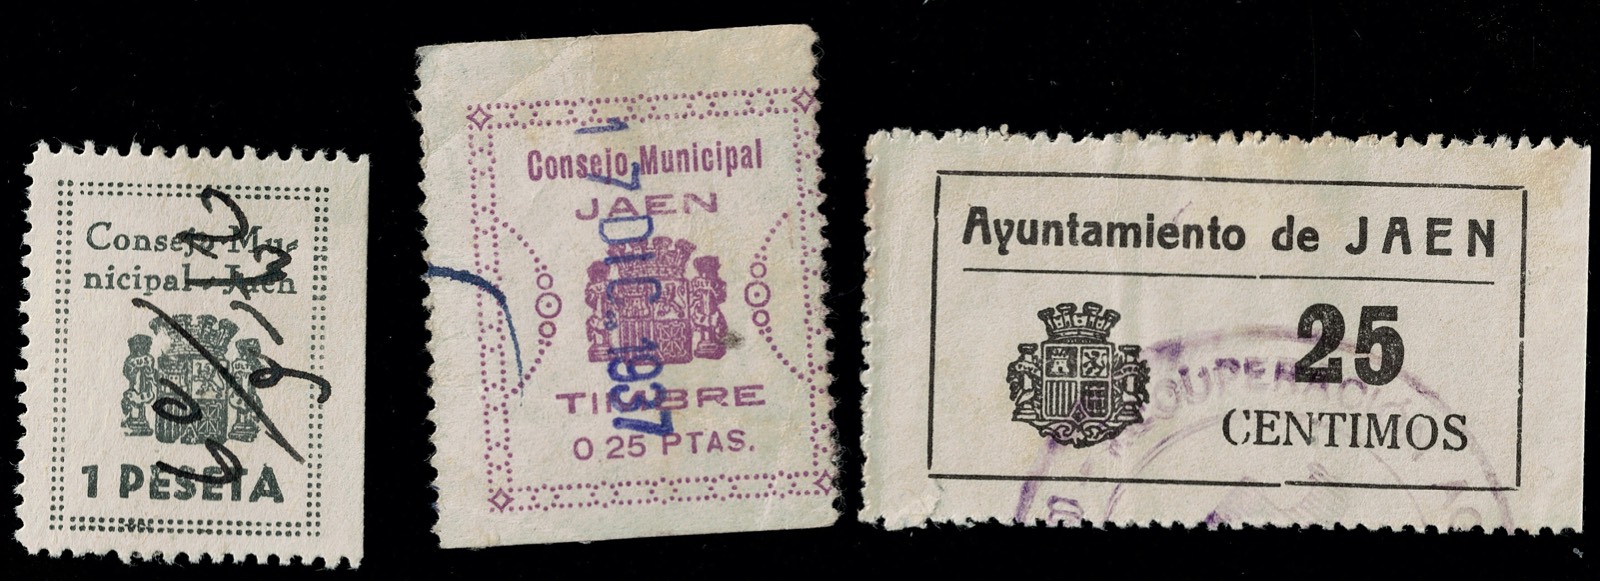 Consejo Mu-
nicipal - Jaen
1 PESETA
Consejo Municipal
JAEN
TIMBRE
0.25 PTAS.
17 DIC. 1937
Ayuntamiento de JAEN
25
CENTIMOS